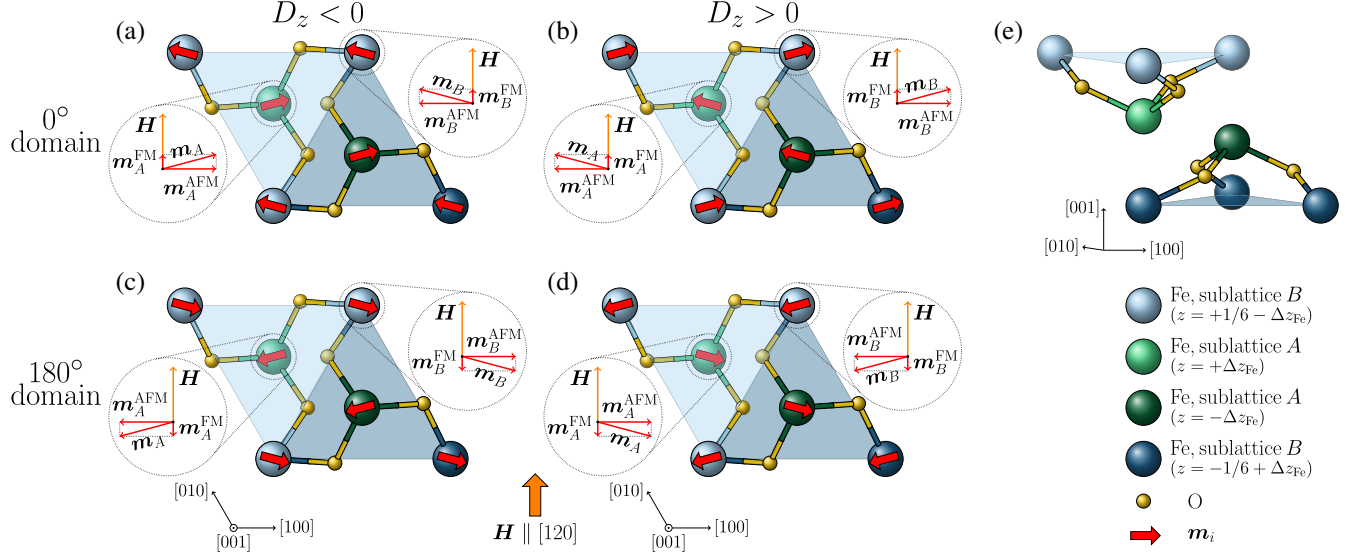 D_z < 0
D_z > 0
(a)
(b)
(e)
0°
domain
H
m_B
m_B^FM
m_B^AFM
H
m_A^FM
m_A
m_A^AFM
H
m_B^FM
m_B
m_B^AFM
H
m_A
m_A^FM
m_A^AFM
[001]
[010]
[100]
(c)
(d)
180°
domain
H
m_B^AFM
m_B^FM
m_B
H
m_A^AFM
m_A^FM
m_A
H
m_B^AFM
m_B
m_B^FM
H
m_A^AFM
m_A^FM
m_A
[010]
[100]
[001]
H ∥ [120]
[010]
[100]
[001]
Fe, sublattice B
(z = +1/6 − Δz_Fe)
Fe, sublattice A
(z = +Δz_Fe)
Fe, sublattice A
(z = −Δz_Fe)
Fe, sublattice B
(z = −1/6 + Δz_Fe)
O
m_i